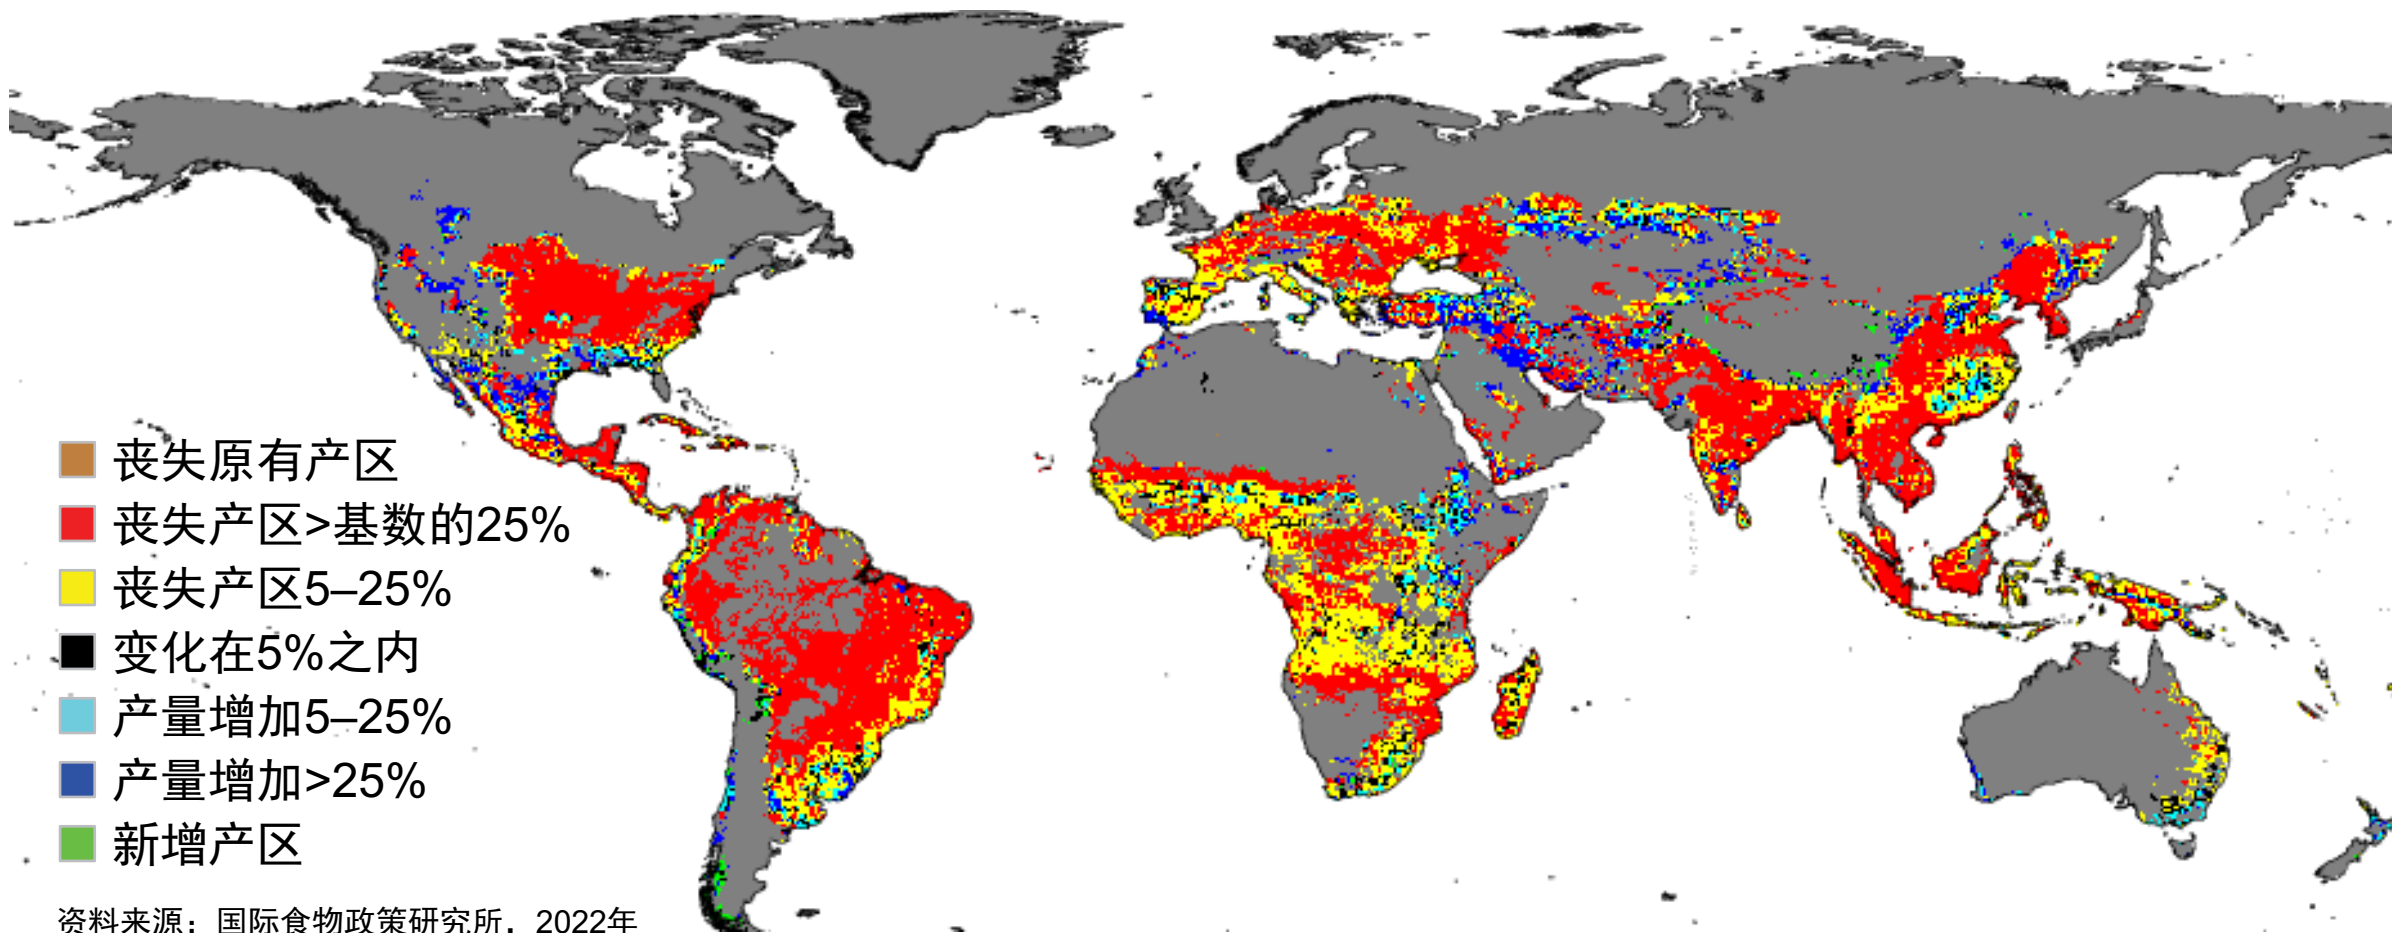 丧失原有产区
丧失产区>基数的25%
丧失产区5–25%
变化在5%之内
产量增加5–25%
产量增加>25%
新增产区
资料来源：国际食物政策研究所，2022年